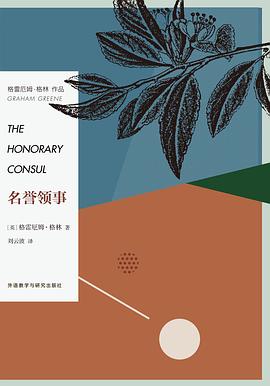 格雷厄姆·格林 作品
GRAHAM GREENE
THE
HONORARY
CONSUL
名誉领事
[英] 格雷厄姆·格林 著
刘云波 译
外语教学与研究出版社